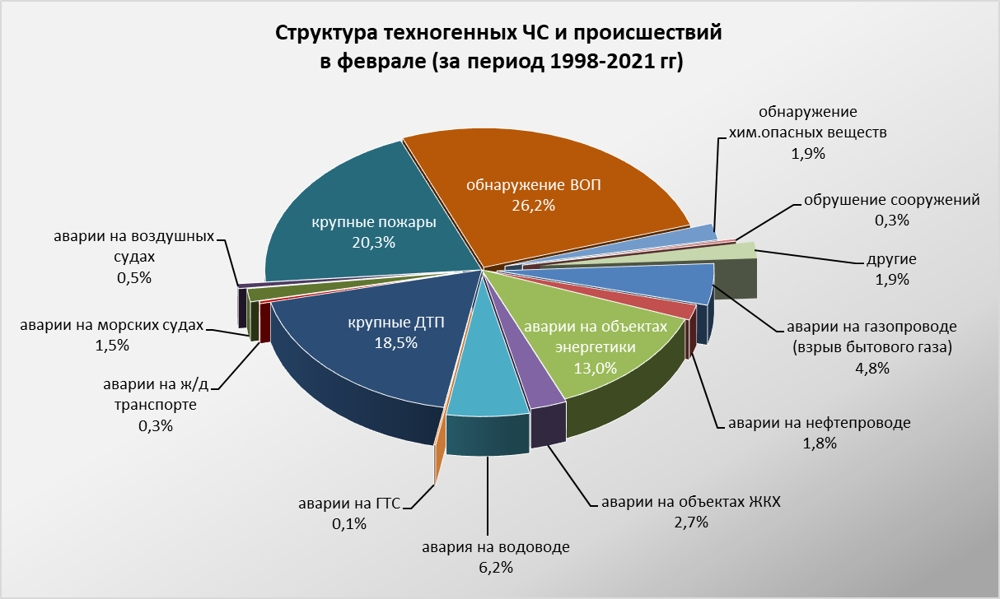 Структура техногенных ЧС и происшествий
в феврале (за период 1998-2021 гг)
обнаружение
хим.опасных веществ
1,9%
обрушение сооружений
0,3%
другие
1,9%
аварии на газопроводе
(взрыв бытового газа)
4,8%
аварии на нефтепроводе
1,8%
аварии на объектах
энергетики
13,0%
аварии на объектах ЖКХ
2,7%
авария на водоводе
6,2%
аварии на ГТС
0,1%
крупные ДТП
18,5%
аварии на ж/д
транспорте
0,3%
аварии на морских судах
1,5%
аварии на воздушных
судах
0,5%
крупные пожары
20,3%
обнаружение ВОП
26,2%